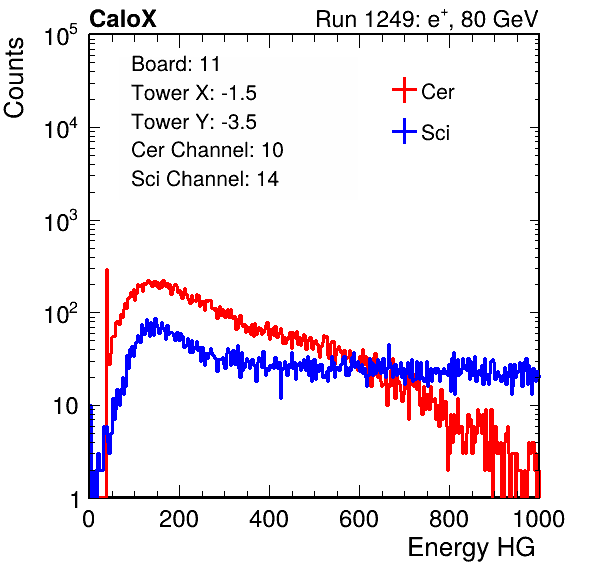 CaloX Run 1249: e⁺, 80 GeV
Counts
10⁵
10⁴
10³
10²
10
1
Board: 11
Tower X: -1.5
Tower Y: -3.5
Cer Channel: 10
Sci Channel: 14
Cer
Sci
0 200 400 600 800 1000
Energy HG